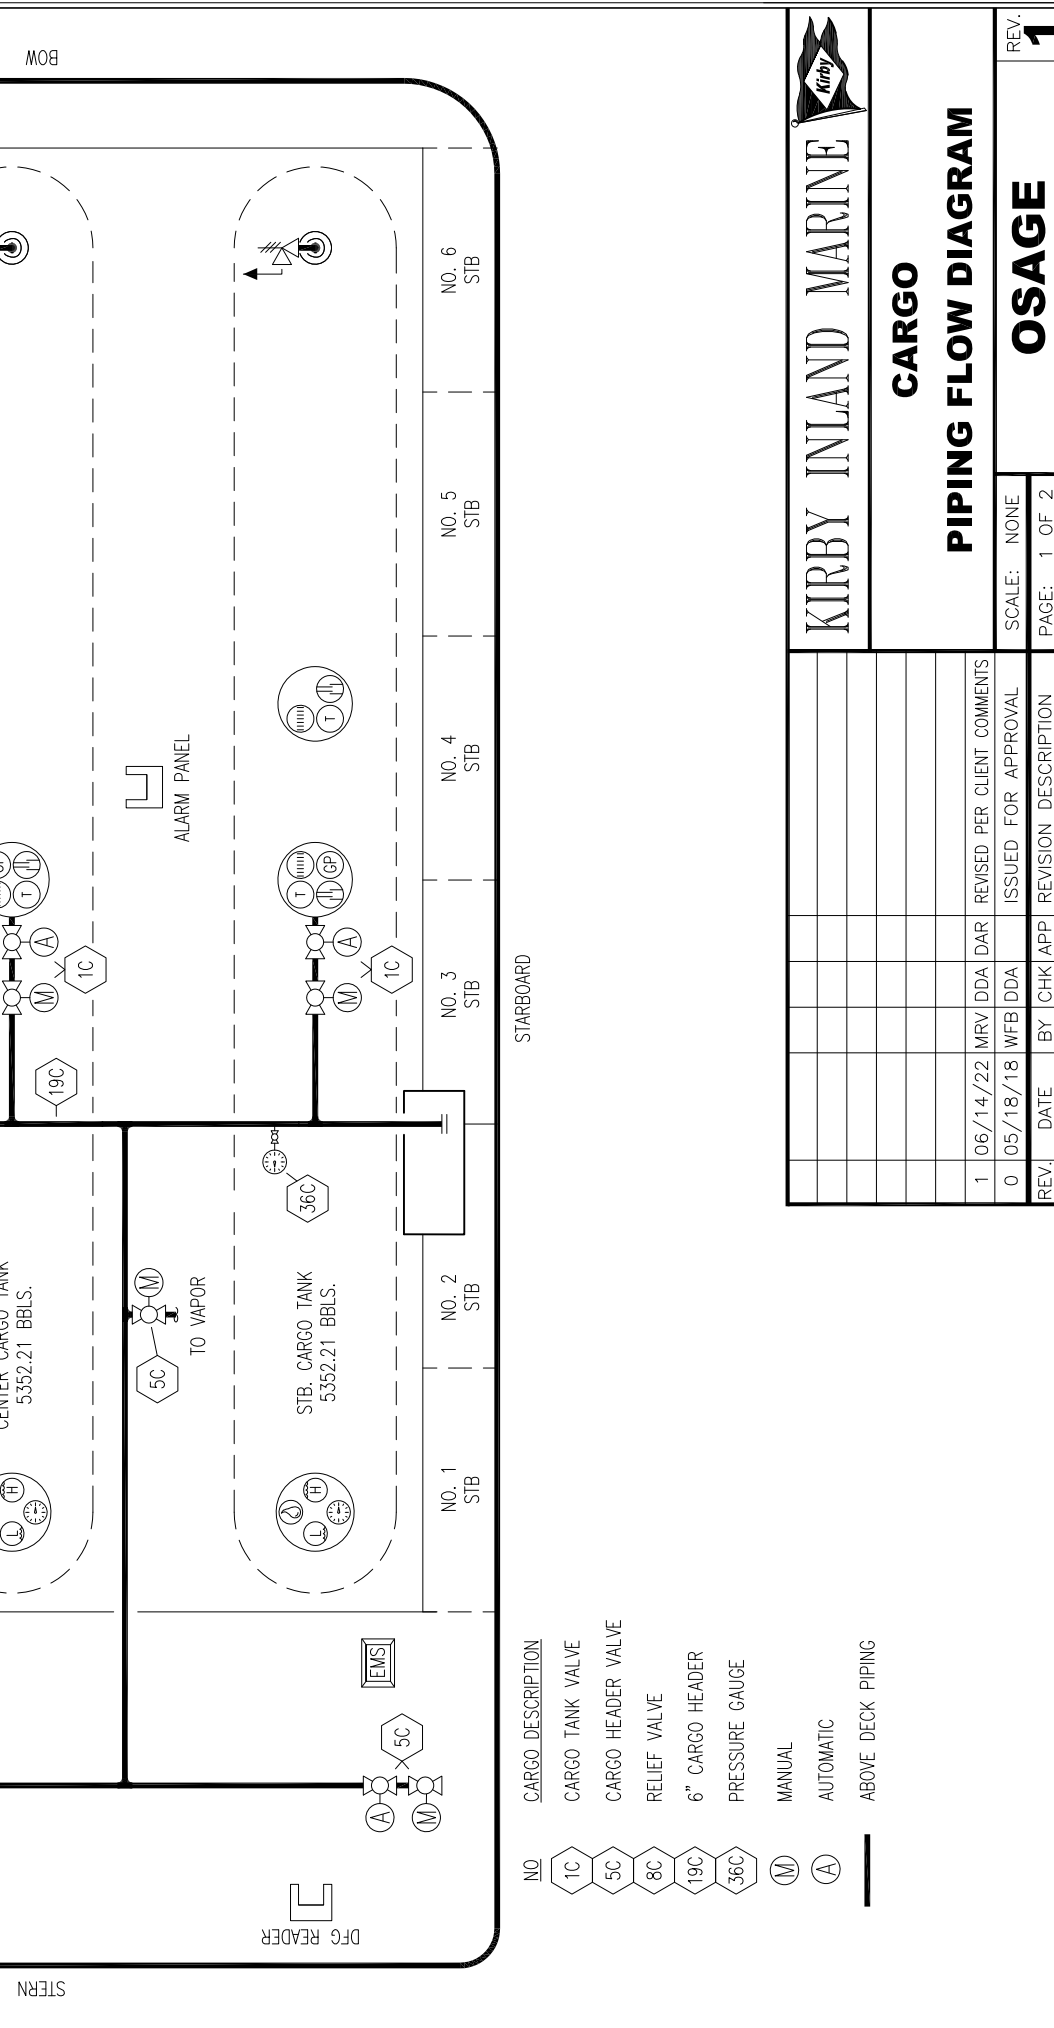 BOW
NO. 6
STB
NO. 5
STB
NO. 4
STB
T
ALARM PANEL
T
T
GP
A
M
1C
A
M
1C
NO. 3
STB
STARBOARD
19C
36C
M
5C
TO VAPOR
CENTER CARGO TANK
5352.21 BBLS.
STB. CARGO TANK
5352.21 BBLS.
NO. 2
STB
NO. 1
STB
L
H
L
H
EMS
5C
A
M
DFG READER
STERN
NO CARGO DESCRIPTION
1C CARGO TANK VALVE
5C CARGO HEADER VALVE
8C RELIEF VALVE
19C 6" CARGO HEADER
36C PRESSURE GAUGE
M MANUAL
A AUTOMATIC
ABOVE DECK PIPING
1 06/14/22 MRV DDA DAR REVISED PER CLIENT COMMENTS
0 05/18/18 WFB DDA ISSUED FOR APPROVAL
REV. DATE BY CHK APP REVISION DESCRIPTION
KIRBY INLAND MARINE
Kirby
CARGO
PIPING FLOW DIAGRAM
SCALE: NONE
PAGE: 1 OF 2
OSAGE
REV.
1